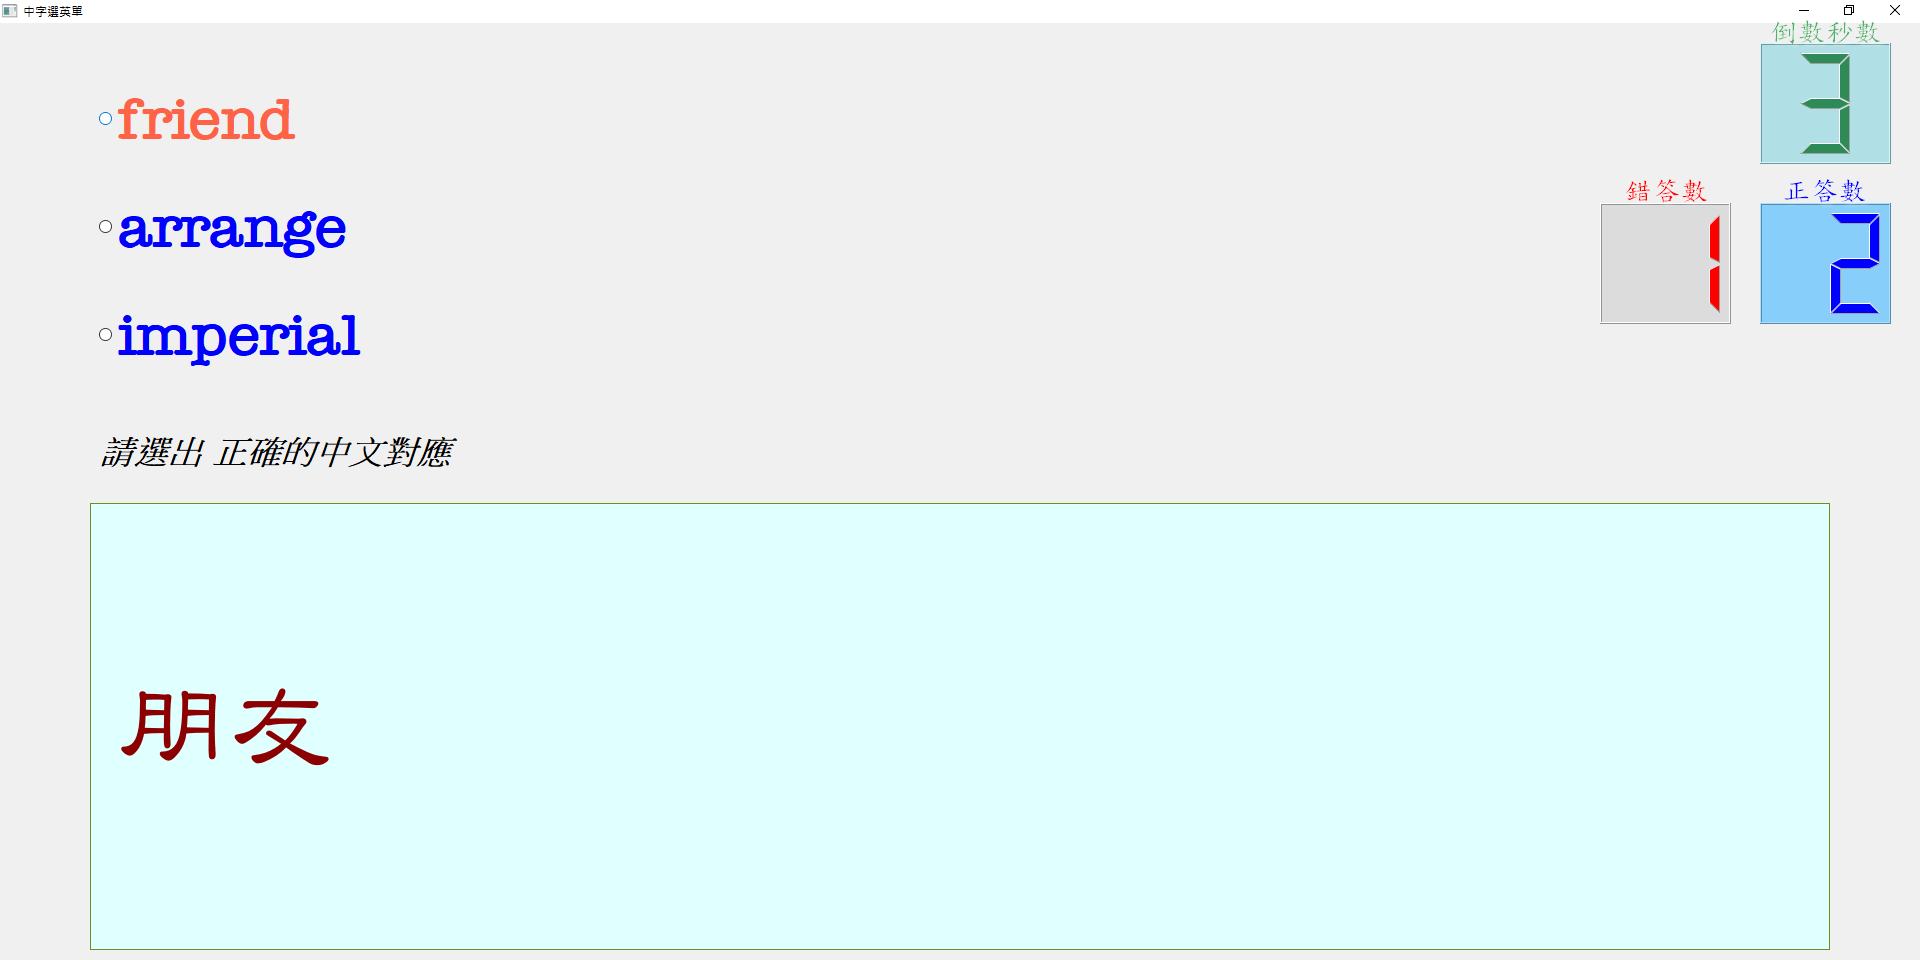 中字選英單
倒數秒數
3
friend
錯答數 正答數
1 2
arrange
imperial
請選出 正確的中文對應
朋友